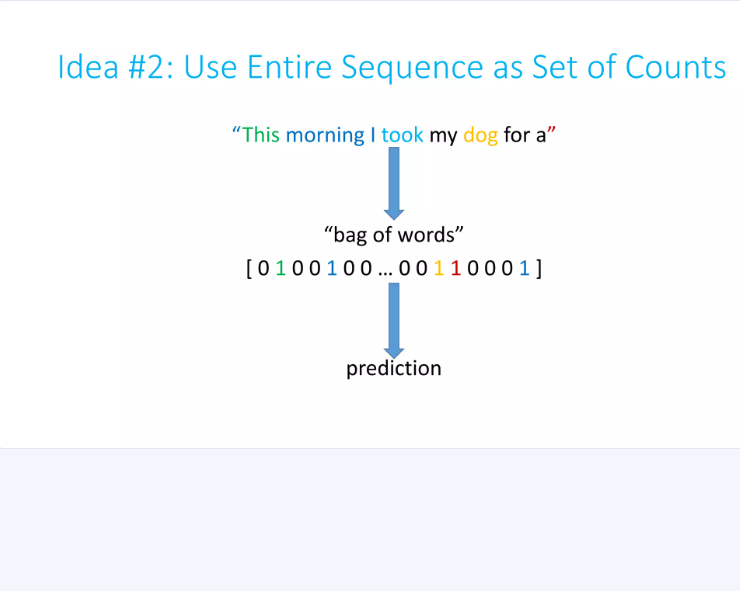 Idea #2: Use Entire Sequence as Set of Counts
“This morning I took my dog for a”
“bag of words”
[ 0 1 0 0 1 0 0 … 0 0 1 1 0 0 0 1 ]
prediction